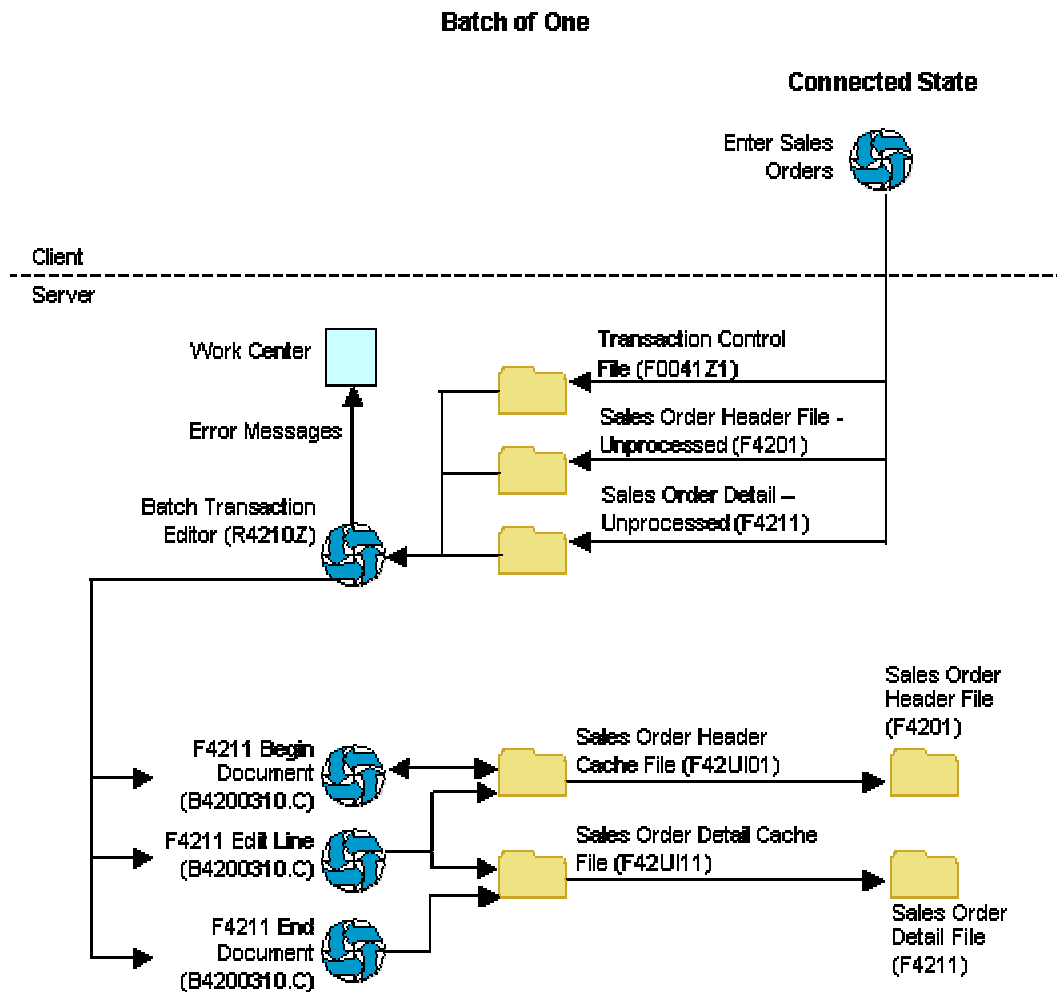 Batch of One
Connected State
Enter Sales
Orders
Client
Server
Work Center
Error Messages
Batch Transaction
Editor (R4210Z)
Transaction Control
File (F0041Z1)
Sales Order Header File -
Unprocessed (F4201)
Sales Order Detail –
Unprocessed (F4211)
F4211 Begin
Document
(B4200310.C)
F4211 Edit Line
(B4200310.C)
F4211 End
Document
(B4200310.C)
Sales Order Header
Cache File (F42UI01)
Sales Order Detail Cache
File (F42UI11)
Sales Order
Header File
(F4201)
Sales Order
Detail File
(F4211)